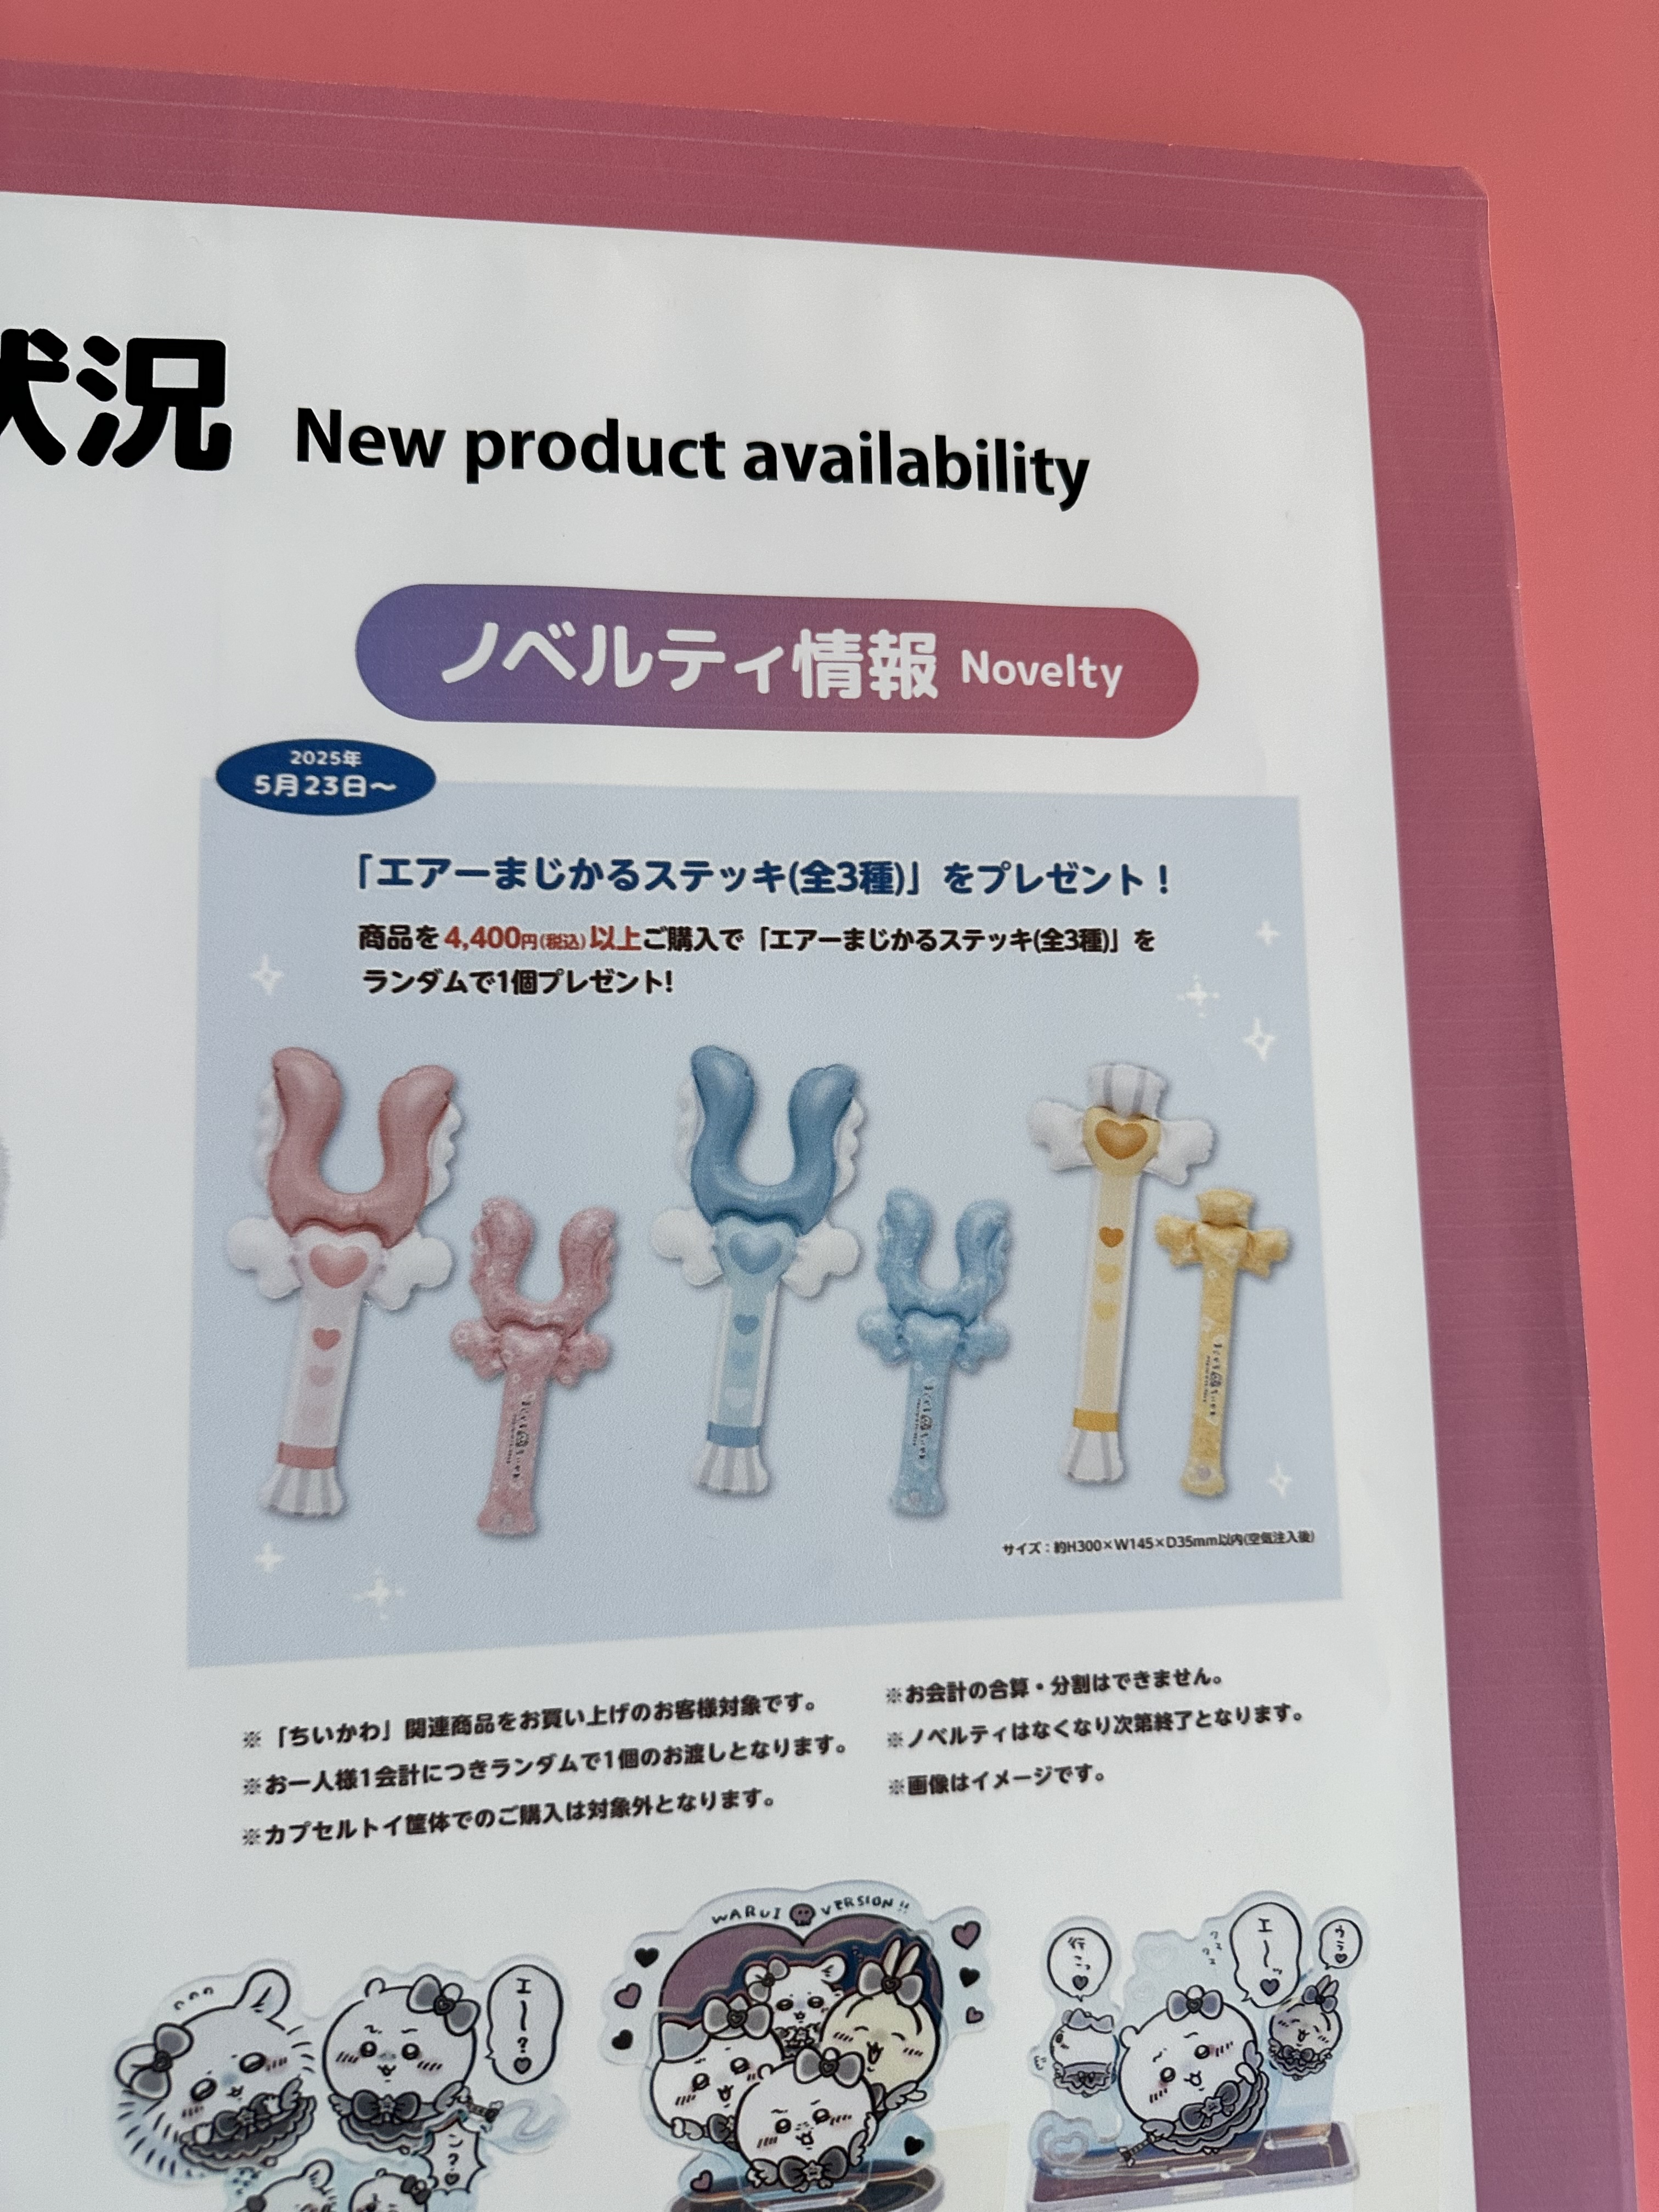 状況 New product availability
ノベルティ情報 Novelty
2025年
5月23日～
「エアーまじかるステッキ(全3種)」をプレゼント！
商品を4,400円(税込)以上ご購入で「エアーまじかるステッキ(全3種)」を
ランダムで1個プレゼント!
サイズ：約H300×W145×D35mm以内(空気注入後)
※「ちいかわ」関連商品をお買い上げのお客様対象です。
※お一人様1会計につきランダムで1個のお渡しとなります。
※カプセルトイ筐体でのご購入は対象外となります。
※お会計の合算・分割はできません。
※ノベルティはなくなり次第終了となります。
※画像はイメージです。
エ〜?
ン?
WARUI VERSION!!
行こっ
エ〜ッ
ウラ